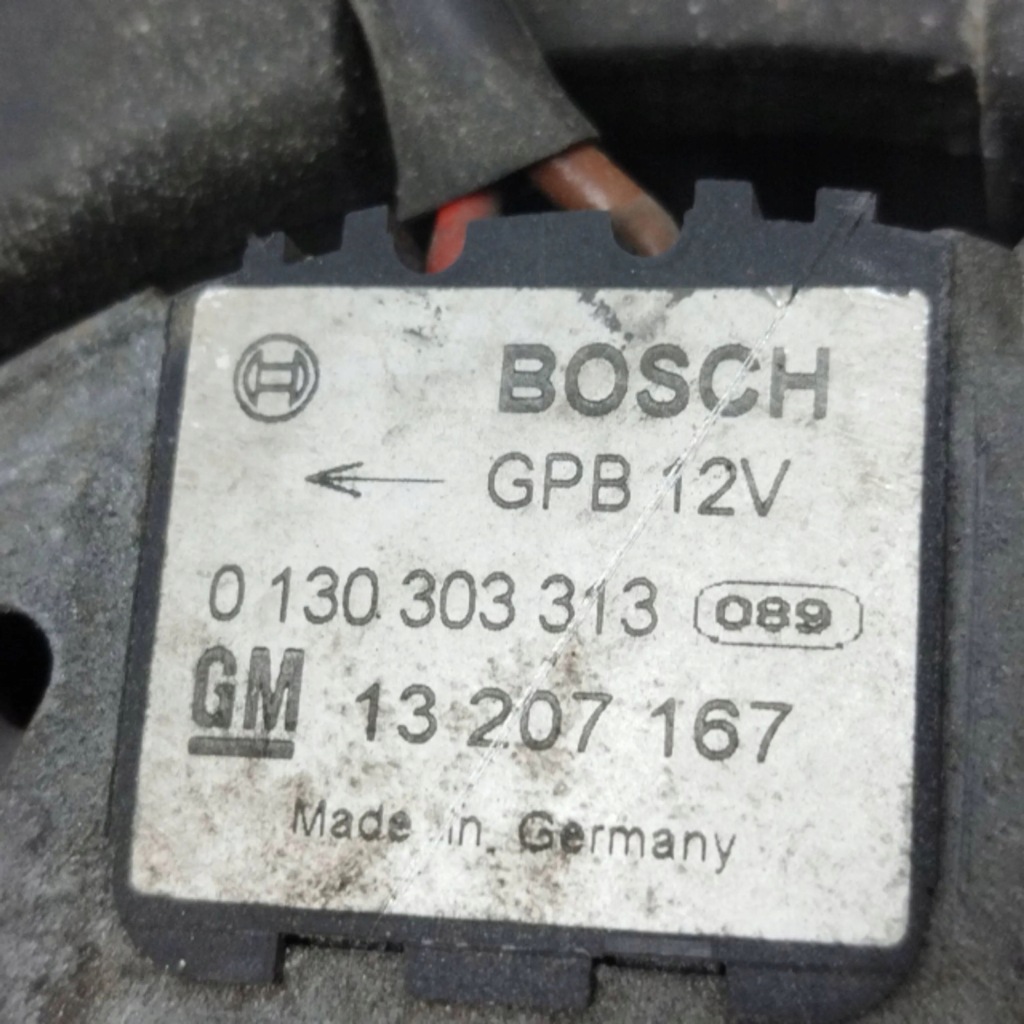 BOSCH
GPB 12V
0 130 303 313 089
GM 13 207 167
Made in Germany